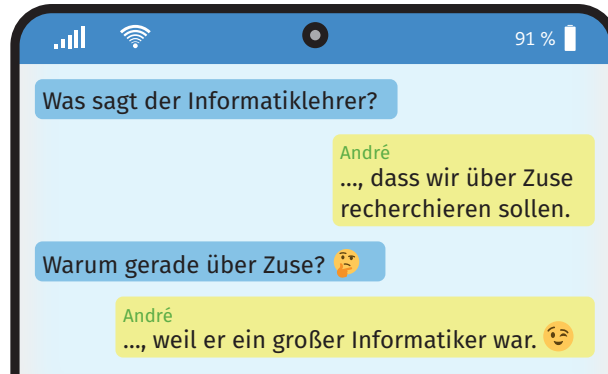 91 %
Was sagt der Informatiklehrer?
André
..., dass wir über Zuse
recherchieren sollen.
Warum gerade über Zuse? 🤔
André
..., weil er ein großer Informatiker war. 😉